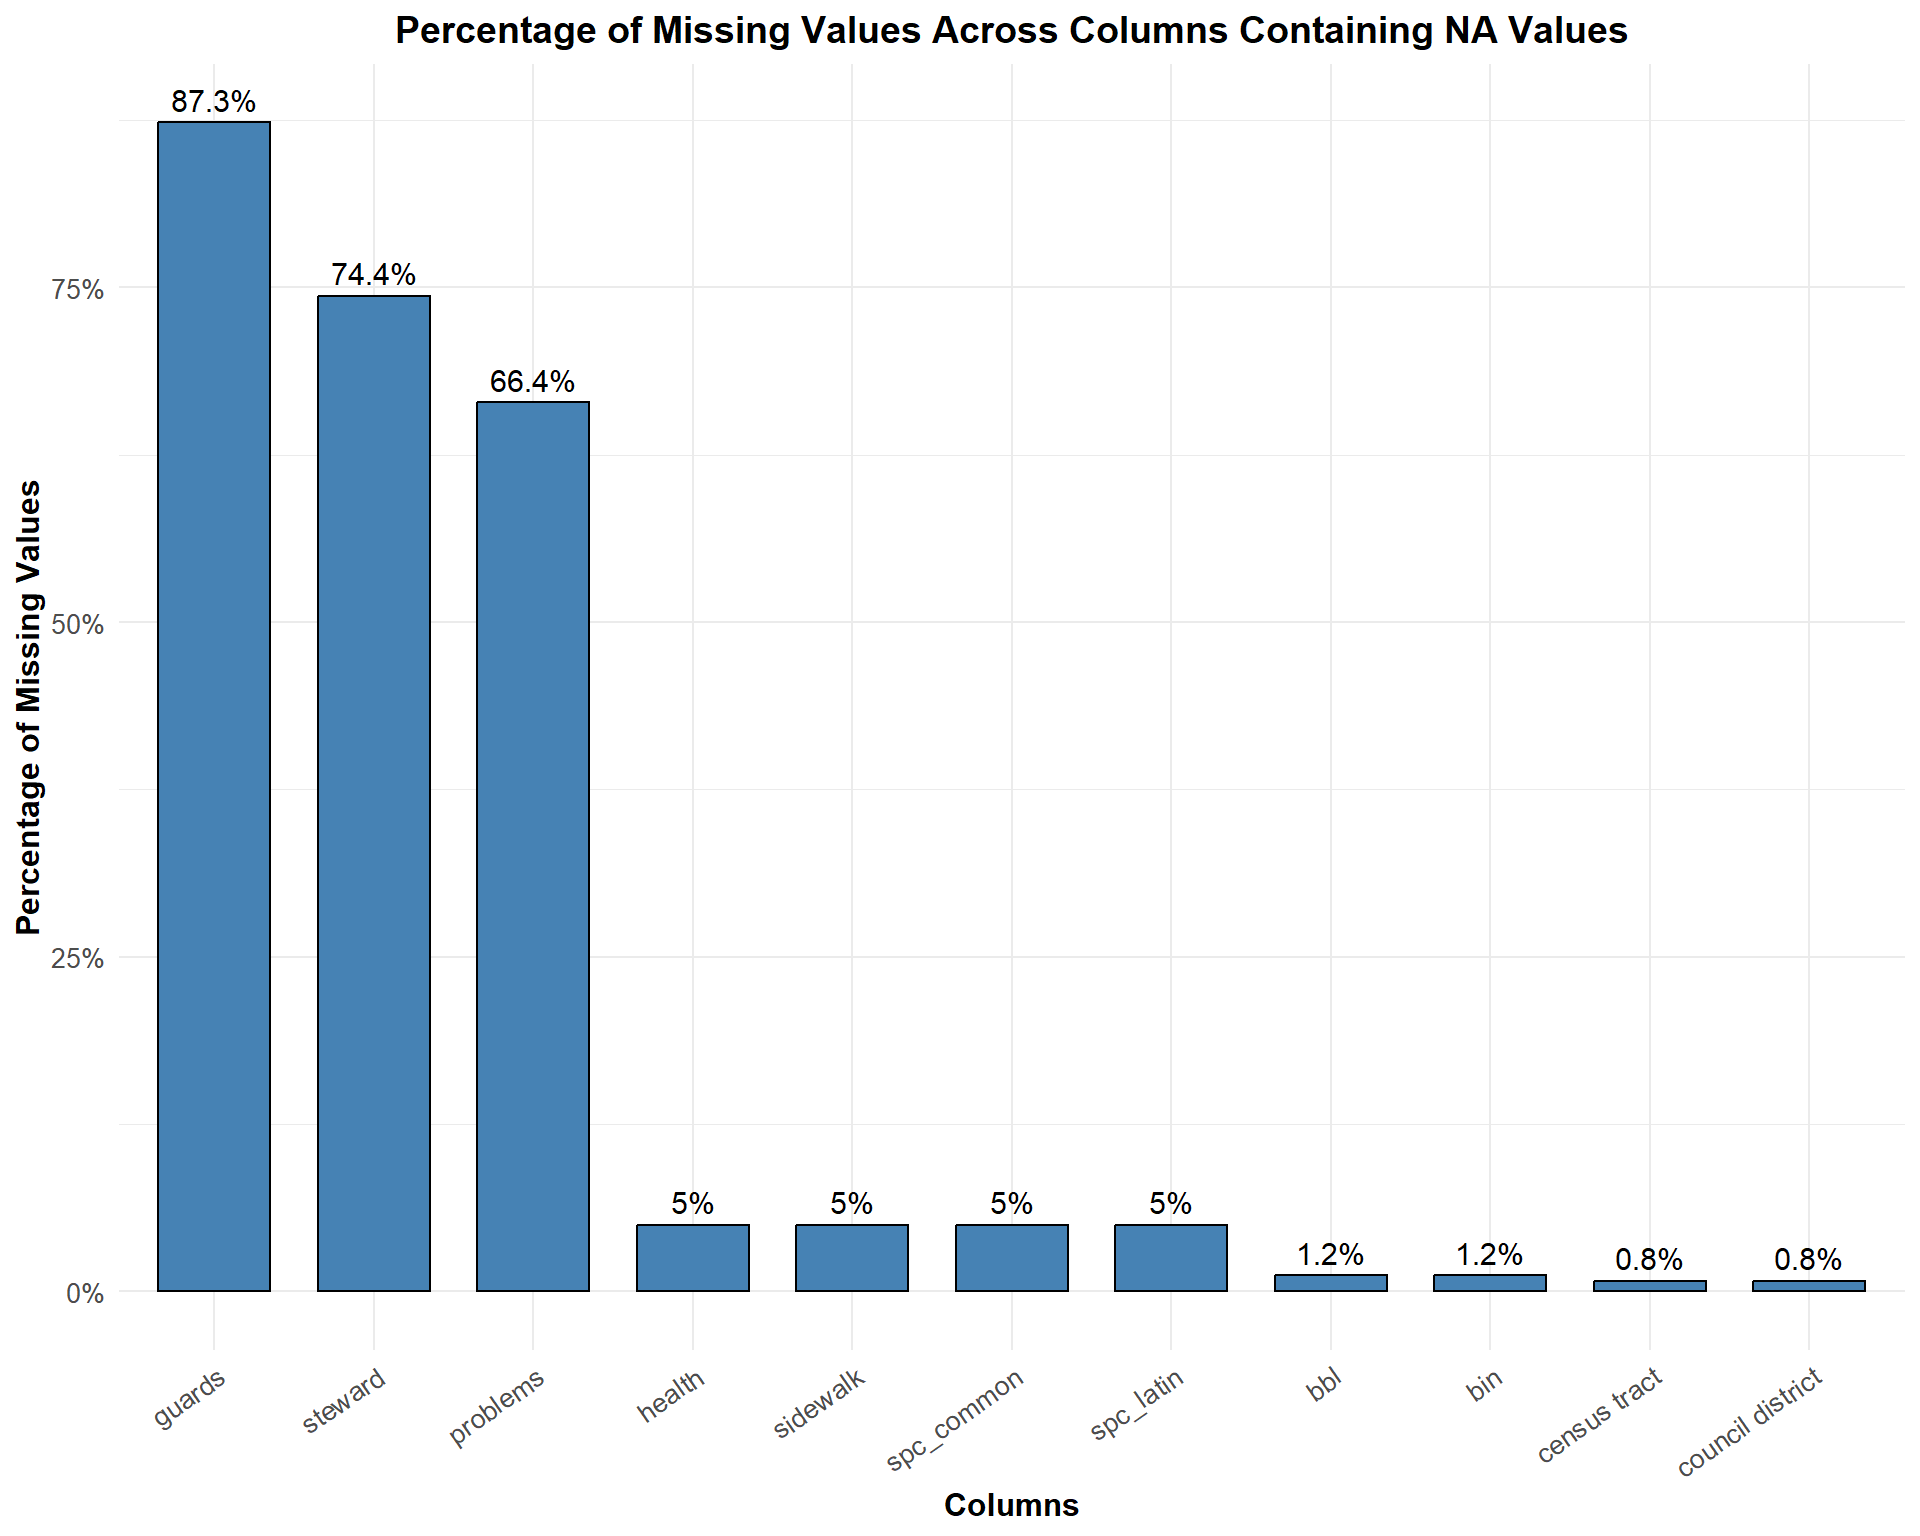 Percentage of Missing Values Across Columns Containing NA Values
Percentage of Missing Values
75%
50%
25%
0%
87.3%
74.4%
66.4%
5%
5%
5%
5%
1.2%
1.2%
0.8%
0.8%
guards
steward
problems
health
sidewalk
spc_common
spc_latin
bbl
bin
census tract
council district
Columns